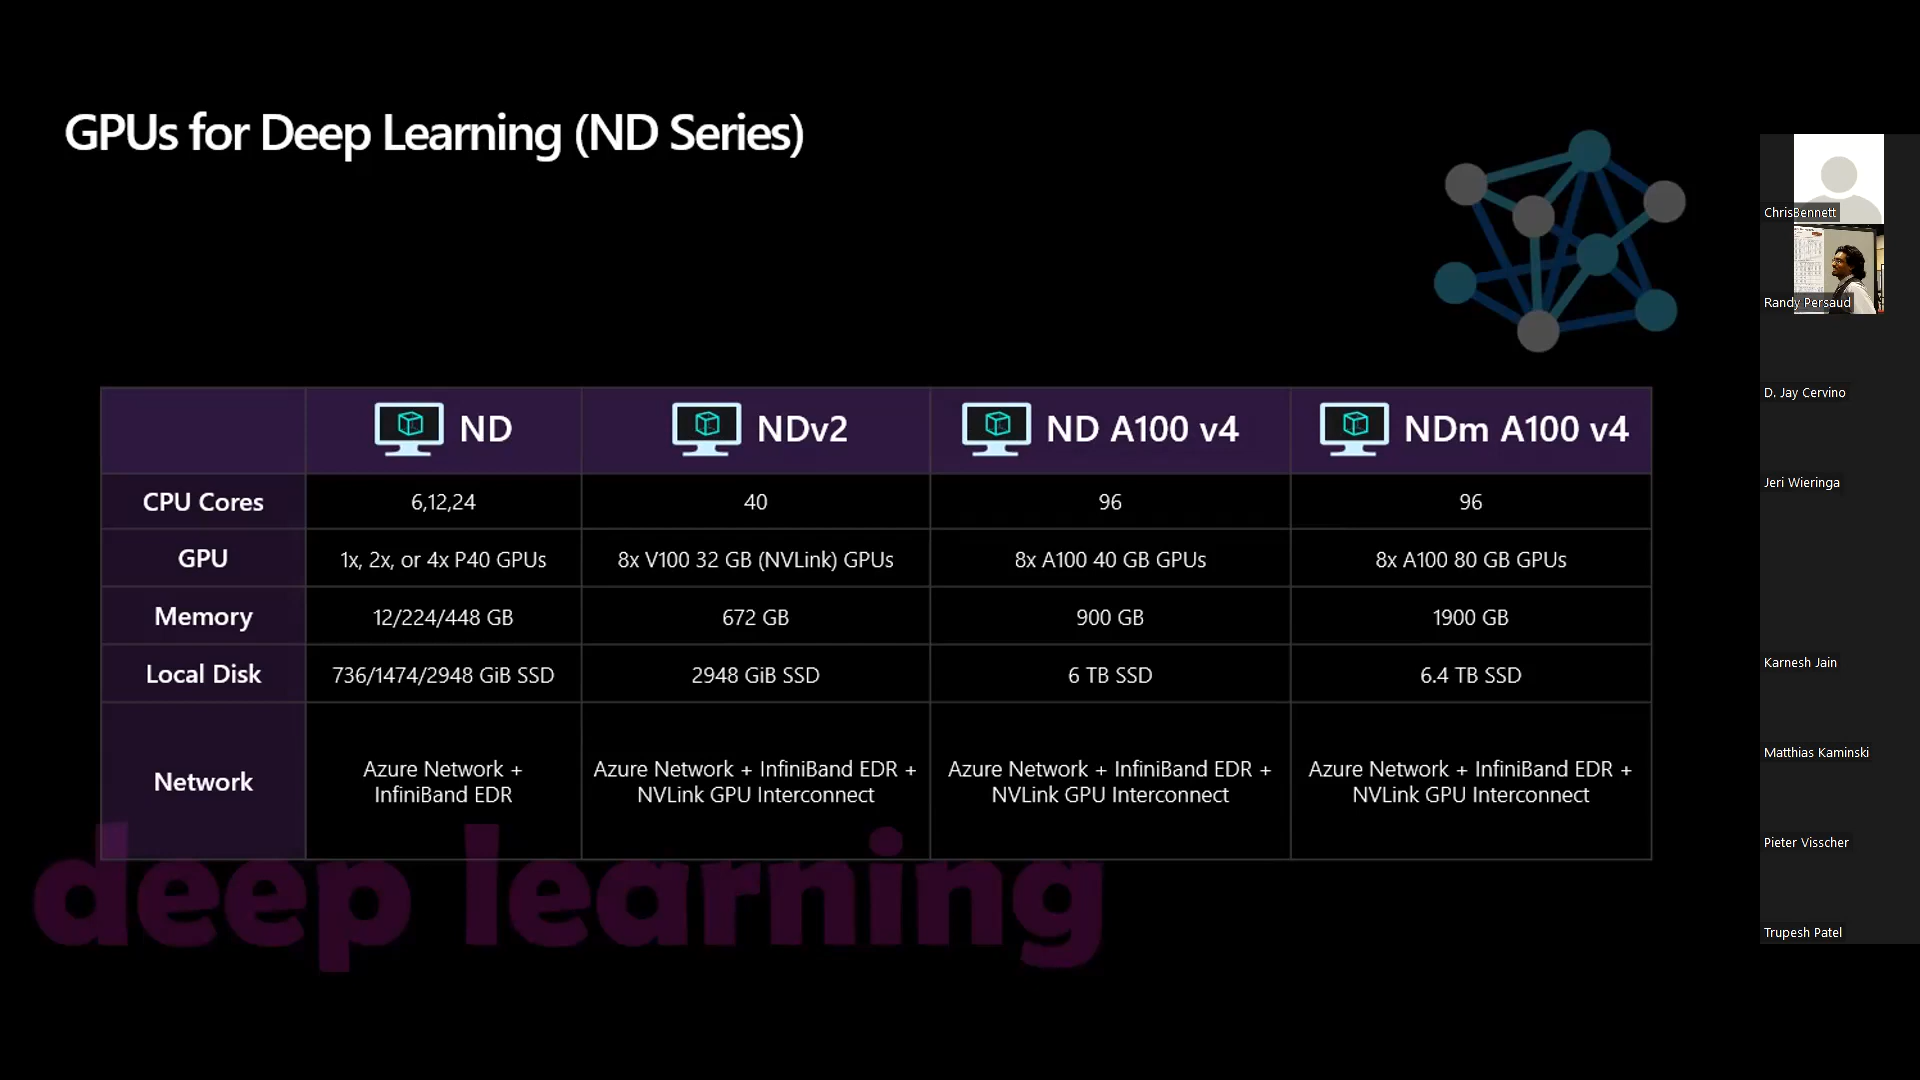 GPUs for Deep Learning (ND Series)
ND
NDv2
ND A100 v4
NDm A100 v4
CPU Cores
6,12,24
40
96
96
GPU
1x, 2x, or 4x P40 GPUs
8x V100 32 GB (NVLink) GPUs
8x A100 40 GB GPUs
8x A100 80 GB GPUs
Memory
12/224/448 GB
672 GB
900 GB
1900 GB
Local Disk
736/1474/2948 GiB SSD
2948 GiB SSD
6 TB SSD
6.4 TB SSD
Network
Azure Network +
InfiniBand EDR
Azure Network + InfiniBand EDR +
NVLink GPU Interconnect
Azure Network + InfiniBand EDR +
NVLink GPU Interconnect
Azure Network + InfiniBand EDR +
NVLink GPU Interconnect
deep learning
ChrisBennett
Randy Persaud
D. Jay Cervino
Jeri Wieringa
Karnesh Jain
Matthias Kaminski
Pieter Visscher
Trupesh Patel